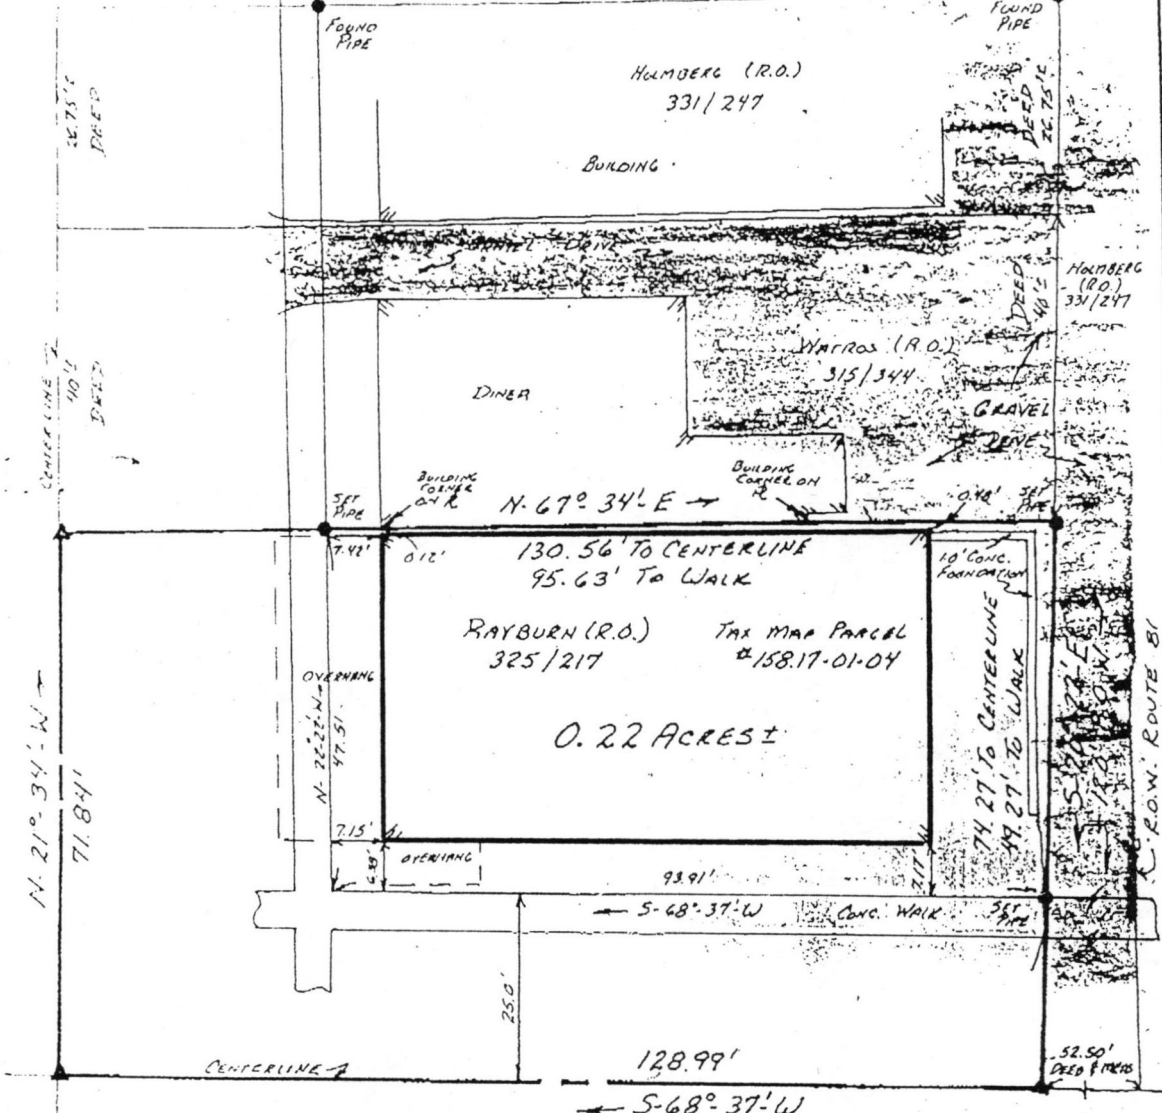 FOUND
PIPE
FOUND
PIPE
26.75'±
DEED
HOLMBERG (R.O.)
331/247
DEED
26.75'±
BUILDING
GRAVEL DRIVE
HOLMBERG
(R.O.)
331/247
DEED
40'±
WATROS (R.O.)
315/344
CENTERLINE
40'±
DEED
DINER
GRAVEL
DRIVE
BUILDING
CORNER
ON ℄
BUILDING
CORNER ON
℄
SET
PIPE
N-67°-34'-E
0.48'
SET
PIPE
7.42'
0.12'
130.56' TO CENTERLINE
95.63' TO WALK
1.0' CONC.
FOUNDATION
RAYBURN (R.O.)
325/217
TAX MAP PARCEL
#158.17-01-04
OVERHANG
N-22°-22'-W
47.51
0.22 ACRES±
74.27' TO CENTERLINE
49.27' TO WALK
R.O.W. ROUTE 81
N-21°-34'-W
71.84'
7.15'
OVERHANG
7.17'
93.91'
S-68°-37'-W
CONC. WALK
SET
PIPE
25.0'
CENTERLINE
128.99'
52.50'
DEED & MEAS
S-68°-37'-W